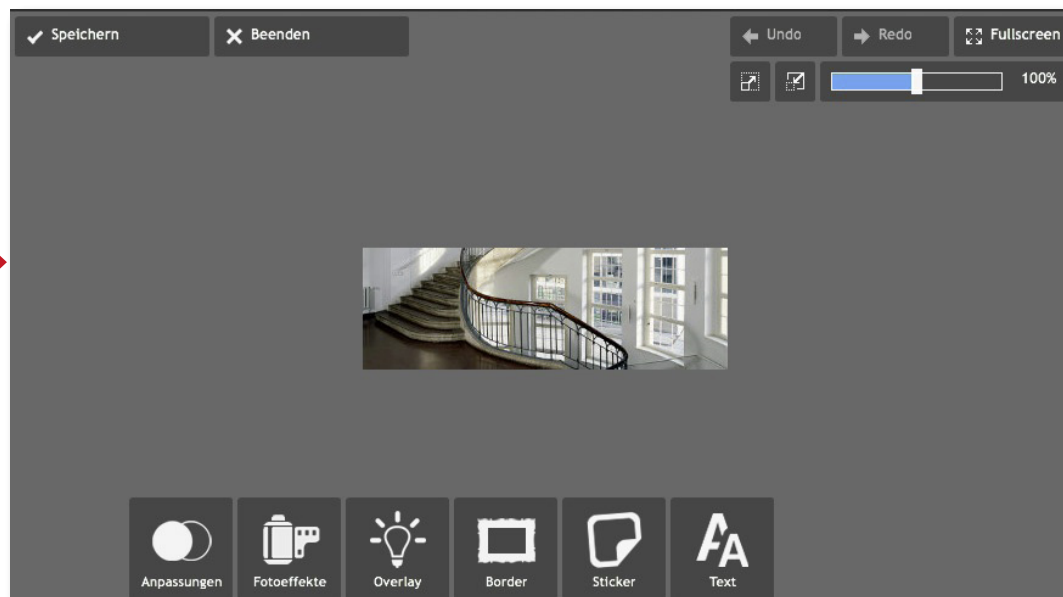 Speichern
Beenden
Undo
Redo
Fullscreen
100%
Anpassungen
Fotoeffekte
Overlay
Border
Sticker
Text